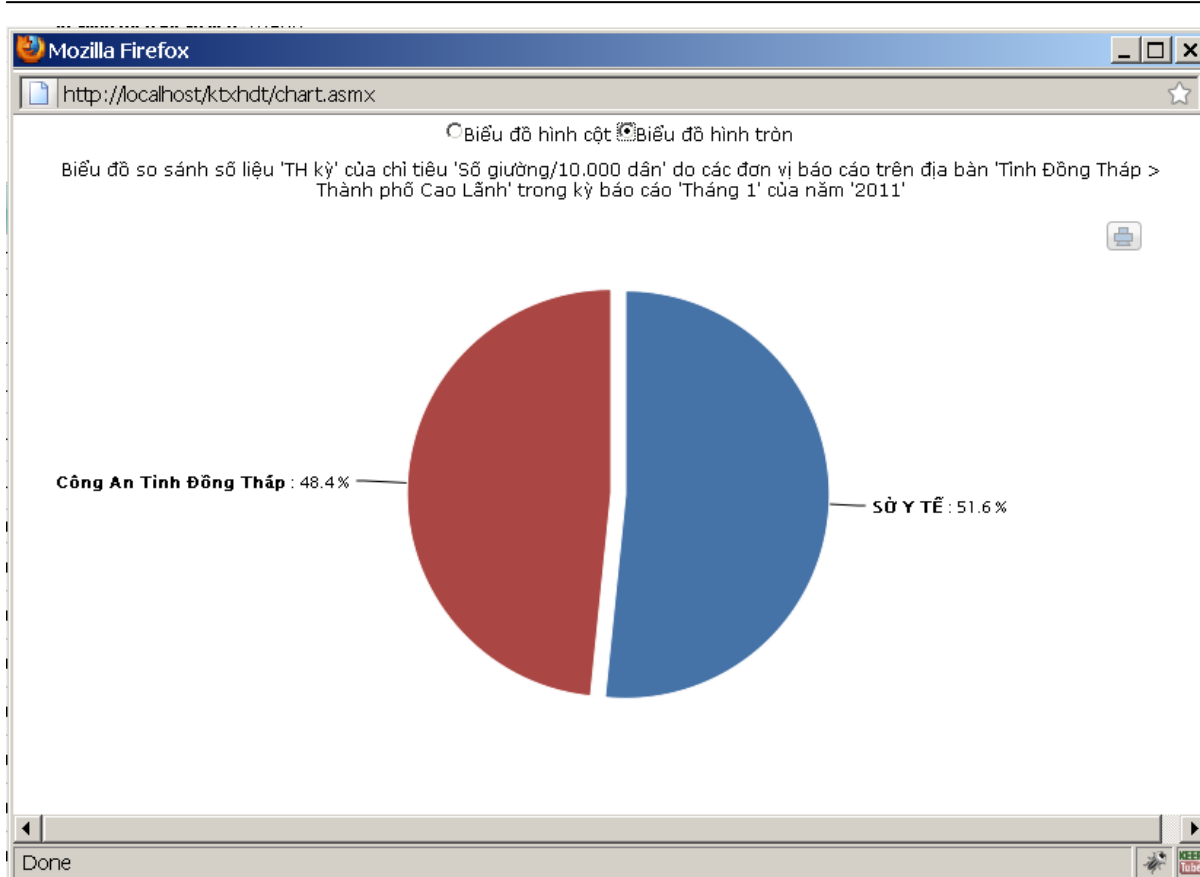 Mozilla Firefox
http://localhost/ktxhdt/chart.asmx
Biểu đồ hình cột Biểu đồ hình tròn
Biểu đồ so sánh số liệu 'TH kỳ' của chỉ tiêu 'Số giường/10.000 dân' do các đơn vị báo cáo trên địa bàn 'Tỉnh Đồng Tháp >
Thành phố Cao Lãnh' trong kỳ báo cáo 'Tháng 1' của năm '2011'
Công An Tỉnh Đồng Tháp : 48.4%
SỞ Y TẾ : 51.6%
Done